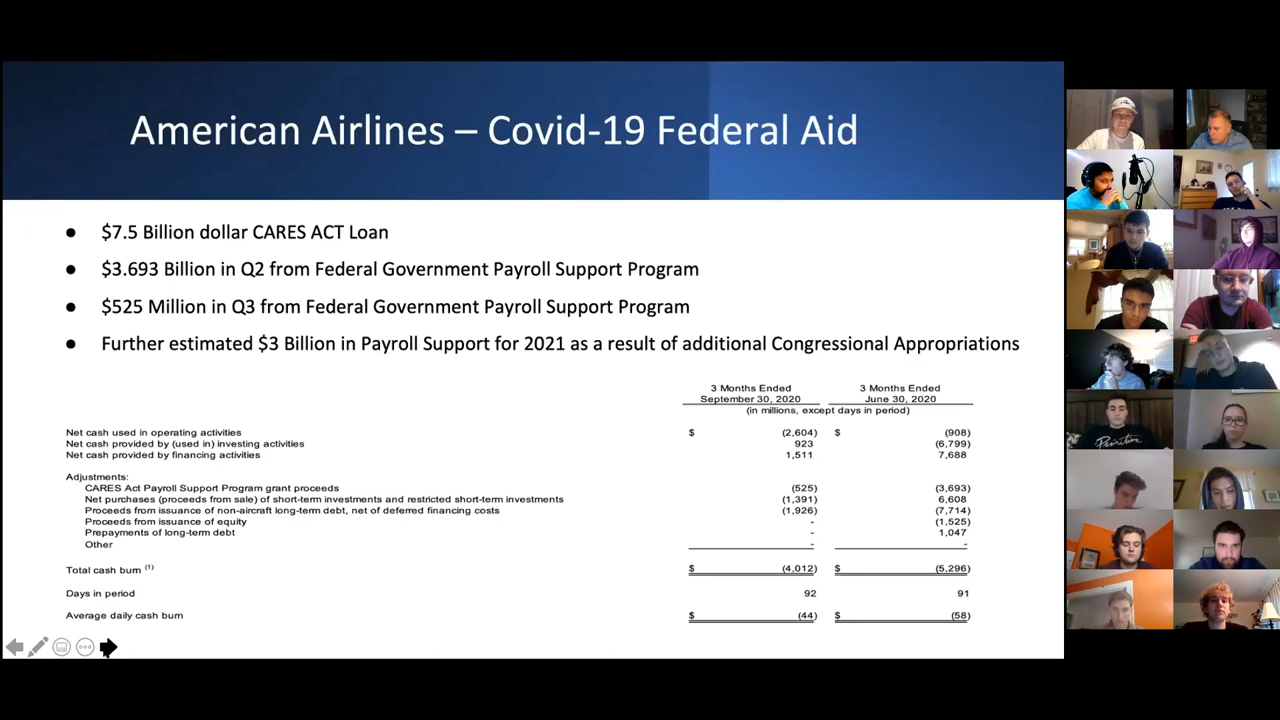 American Airlines – Covid-19 Federal Aid
● $7.5 Billion dollar CARES ACT Loan
● $3.693 Billion in Q2 from Federal Government Payroll Support Program
● $525 Million in Q3 from Federal Government Payroll Support Program
● Further estimated $3 Billion in Payroll Support for 2021 as a result of additional Congressional Appropriations
3 Months Ended 3 Months Ended
September 30, 2020 June 30, 2020
(in millions, except days in period)
Net cash used in operating activities $ (2,604) $ (908)
Net cash provided by (used in) investing activities 923 (6,799)
Net cash provided by financing activities 1,511 7,688
Adjustments:
CARES Act Payroll Support Program grant proceeds (525) (3,693)
Net purchases (proceeds from sale) of short-term investments and restricted short-term investments (1,391) 6,608
Proceeds from issuance of non-aircraft long-term debt, net of deferred financing costs (1,926) (7,714)
Proceeds from issuance of equity - (1,525)
Prepayments of long-term debt - 1,047
Other - -
Total cash burn (1) $ (4,012) $ (5,296)
Days in period 92 91
Average daily cash burn $ (44) $ (58)
Primitive